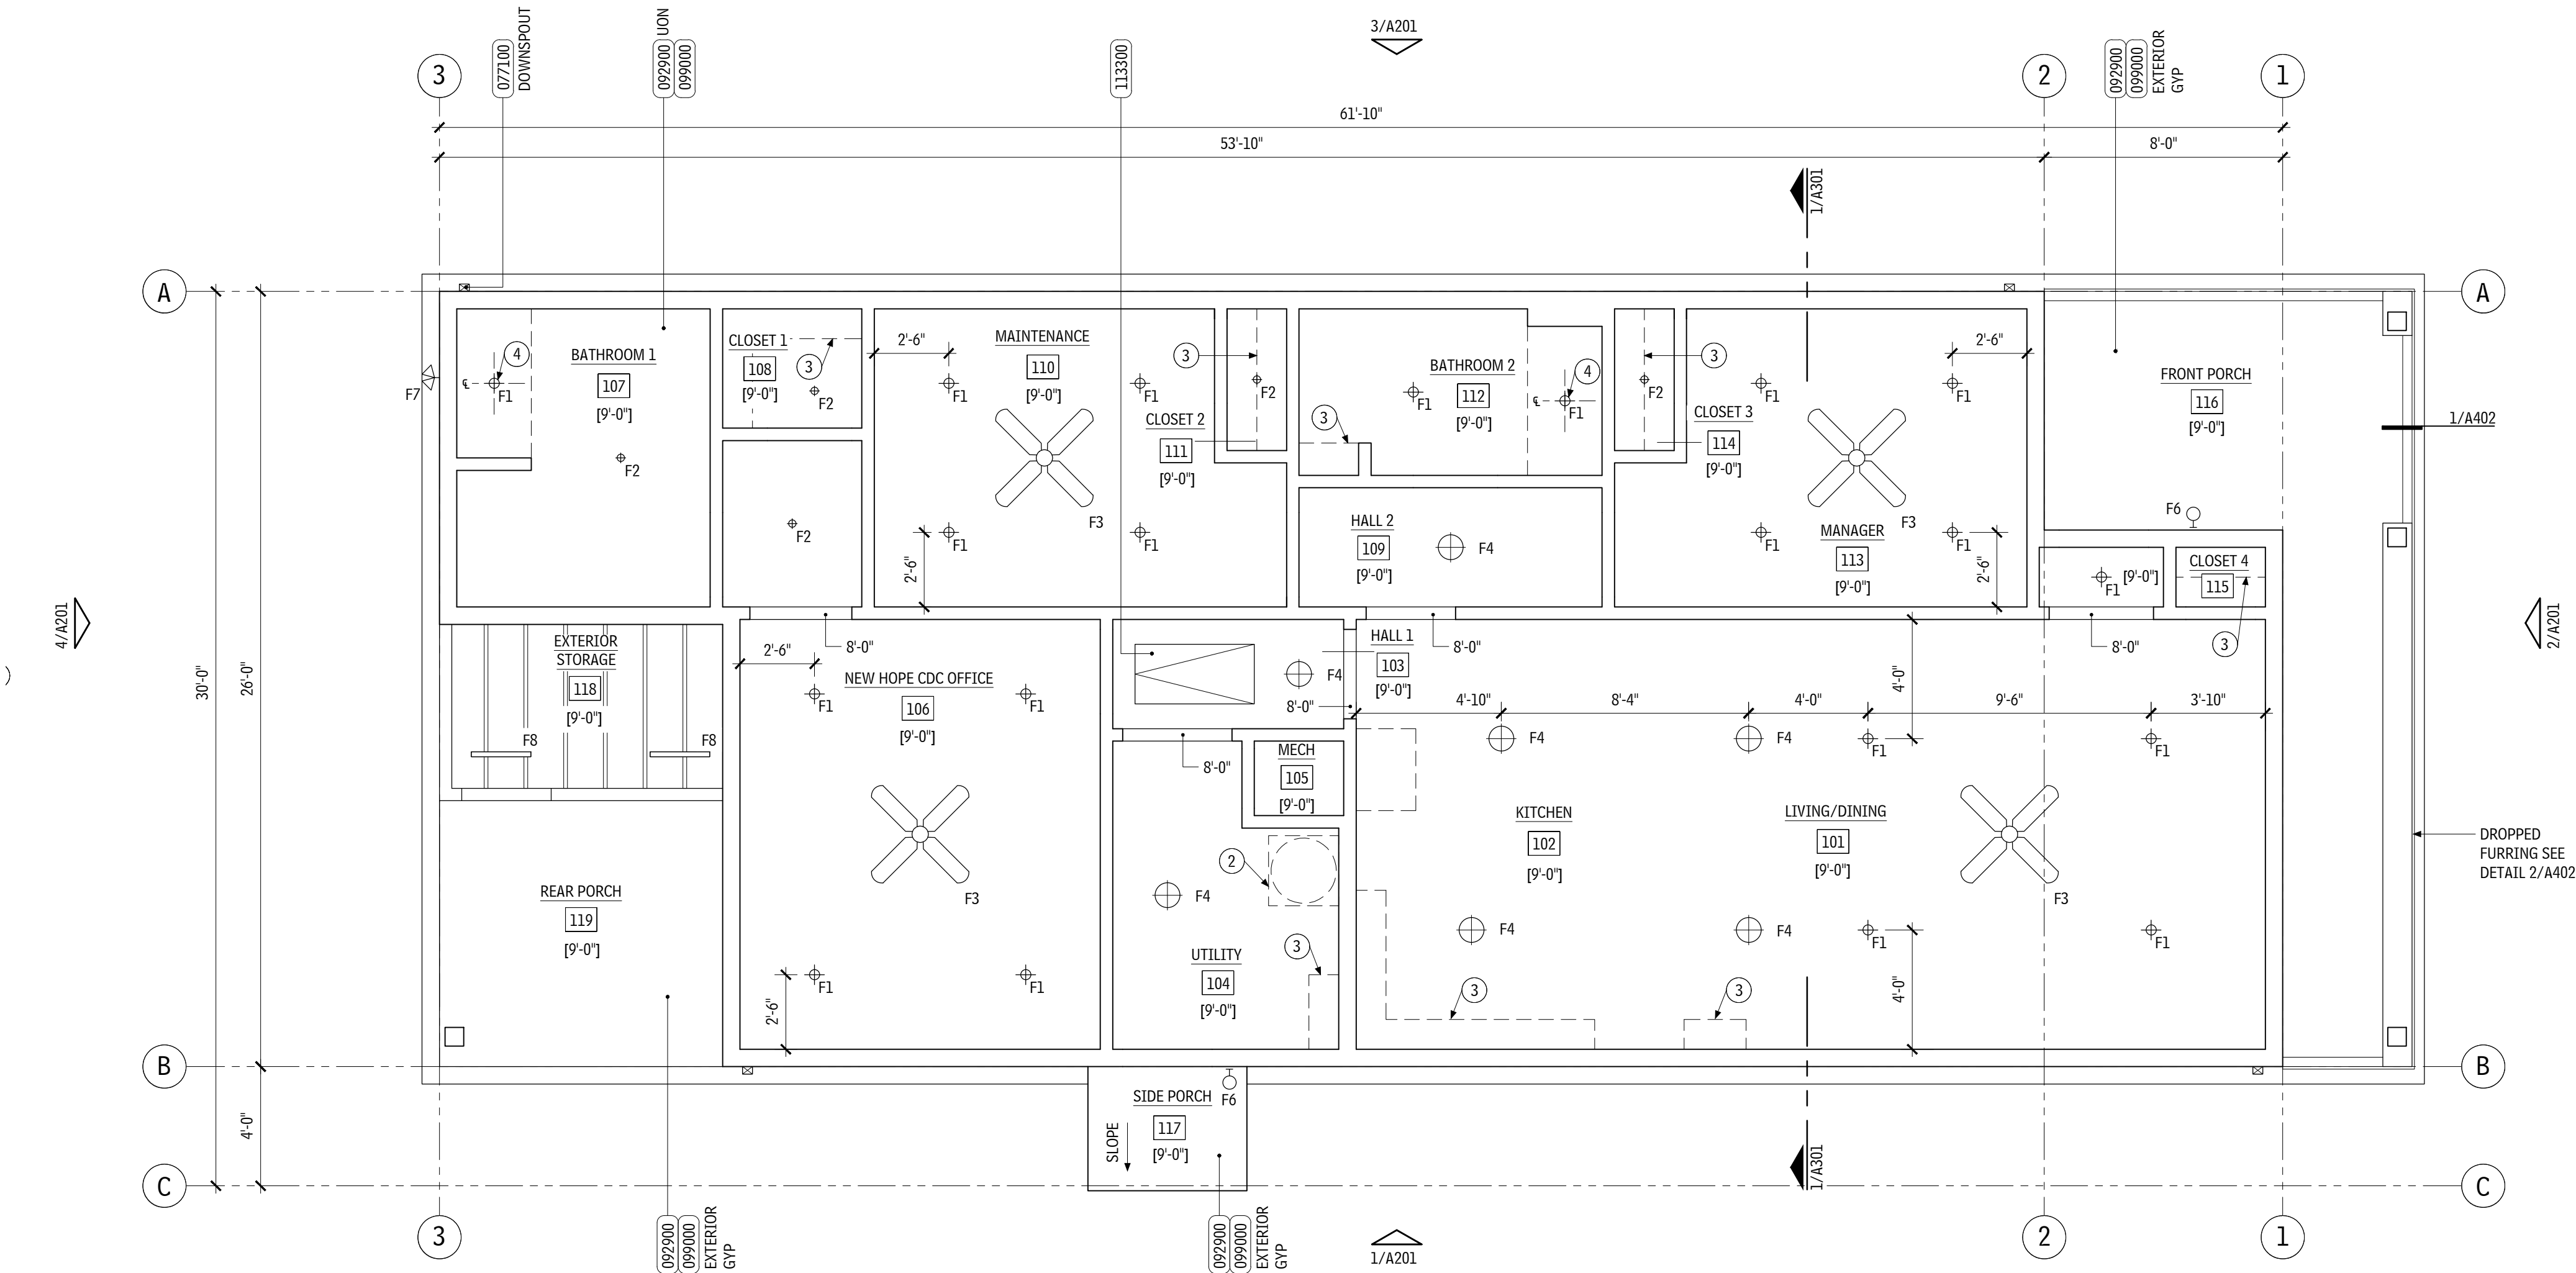 3/A201
077100
DOWNSPOUT
092900 UON
099000
113300
092900
099000
EXTERIOR
GYP
3
2
1
61'-10"
53'-10"
8'-0"
1/A301
A
A
BATHROOM 1
107
[9'-0"]
4
℄
F1
F2
F7
CLOSET 1
108
[9'-0"]
3
F2
F2
2'-6"
MAINTENANCE
110
[9'-0"]
F1
F1
F1
F1
F3
2'-6"
CLOSET 2
111
[9'-0"]
3
F2
BATHROOM 2
112
[9'-0"]
F1
4
℄
F1
3
3
F2
CLOSET 3
114
[9'-0"]
HALL 2
109
[9'-0"]
F4
MANAGER
113
[9'-0"]
F1
F1
F1
F1
F3
2'-6"
2'-6"
FRONT PORCH
116
[9'-0"]
1/A402
F6
F1
[9'-0"]
CLOSET 4
115
3
4/A201
2/A201
30'-0"
26'-0"
4'-0"
EXTERIOR
STORAGE
118
[9'-0"]
F8
F8
8'-0"
2'-6"
NEW HOPE CDC OFFICE
106
[9'-0"]
F1
F1
F1
F1
F3
2'-6"
HALL 1
103
[9'-0"]
F4
8'-0"
8'-0"
8'-0"
8'-0"
MECH
105
[9'-0"]
2
F4
UTILITY
104
[9'-0"]
3
4'-10"
8'-4"
4'-0"
9'-6"
3'-10"
4'-0"
F4
F4
F1
F1
KITCHEN
102
[9'-0"]
LIVING/DINING
101
[9'-0"]
F3
F4
F4
F1
F1
3
3
4'-0"
DROPPED
FURRING SEE
DETAIL 2/A402
REAR PORCH
119
[9'-0"]
B
B
SIDE PORCH
117
[9'-0"]
F6
SLOPE
1/A301
C
C
3
092900
099000
EXTERIOR
GYP
092900
099000
EXTERIOR
GYP
1/A201
2
1